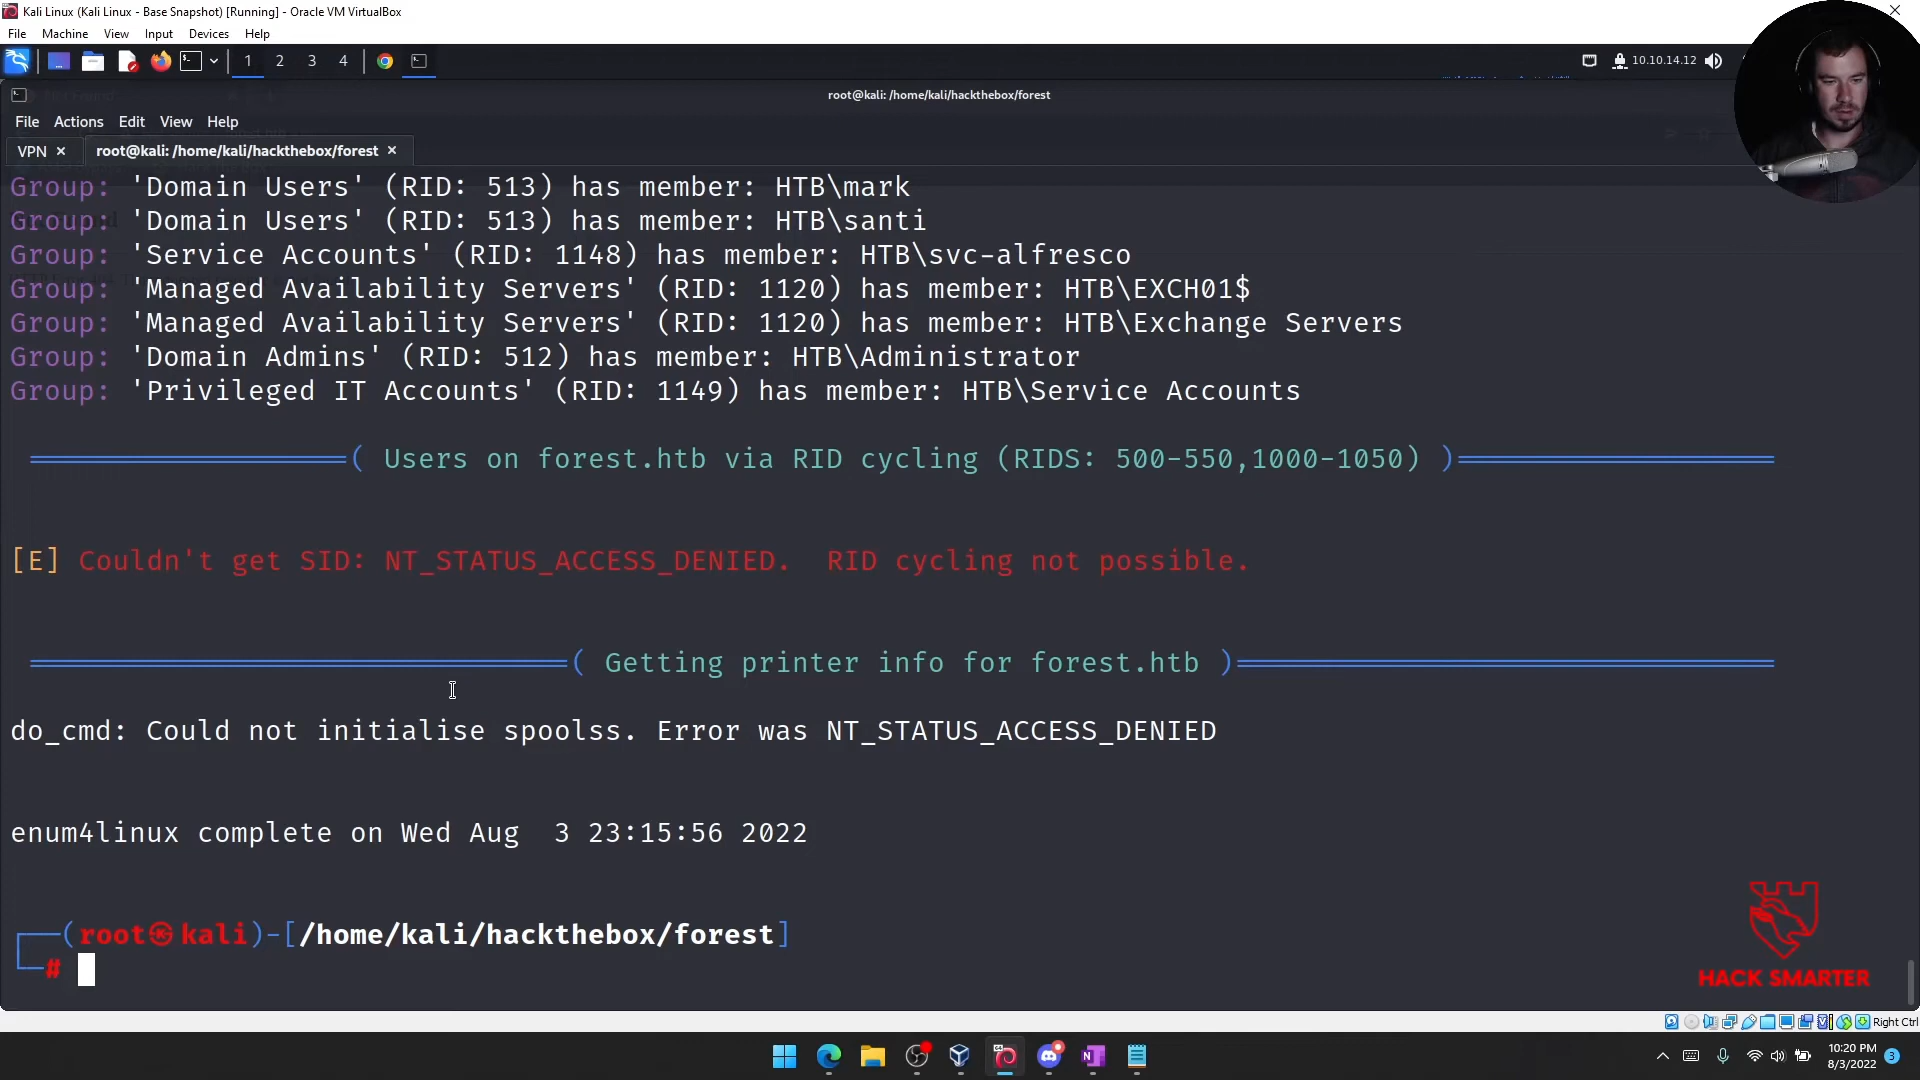 Kali Linux (Kali Linux - Base Snapshot) [Running] - Oracle VM VirtualBox
File Machine View Input Devices Help
1 2 3 4
10.10.14.12
root@kali: /home/kali/hackthebox/forest
File Actions Edit View Help
VPN × root@kali: /home/kali/hackthebox/forest ×
Group: 'Domain Users' (RID: 513) has member: HTB\mark
Group: 'Domain Users' (RID: 513) has member: HTB\santi
Group: 'Service Accounts' (RID: 1148) has member: HTB\svc-alfresco
Group: 'Managed Availability Servers' (RID: 1120) has member: HTB\EXCH01$
Group: 'Managed Availability Servers' (RID: 1120) has member: HTB\Exchange Servers
Group: 'Domain Admins' (RID: 512) has member: HTB\Administrator
Group: 'Privileged IT Accounts' (RID: 1149) has member: HTB\Service Accounts
( Users on forest.htb via RID cycling (RIDS: 500-550,1000-1050) )
[E] Couldn't get SID: NT_STATUS_ACCESS_DENIED.  RID cycling not possible.
( Getting printer info for forest.htb )
do_cmd: Could not initialise spoolss. Error was NT_STATUS_ACCESS_DENIED
enum4linux complete on Wed Aug  3 23:15:56 2022
(root㉿kali)-[/home/kali/hackthebox/forest]
#
HACK SMARTER
Right Ctrl
10:20 PM
8/3/2022
3